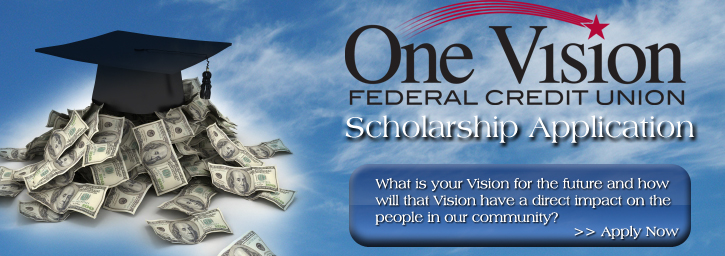 One Vision
FEDERAL CREDIT UNION
Scholarship Application
What is your Vision for the future and how
will that Vision have a direct impact on the
people in our community?
>> Apply Now